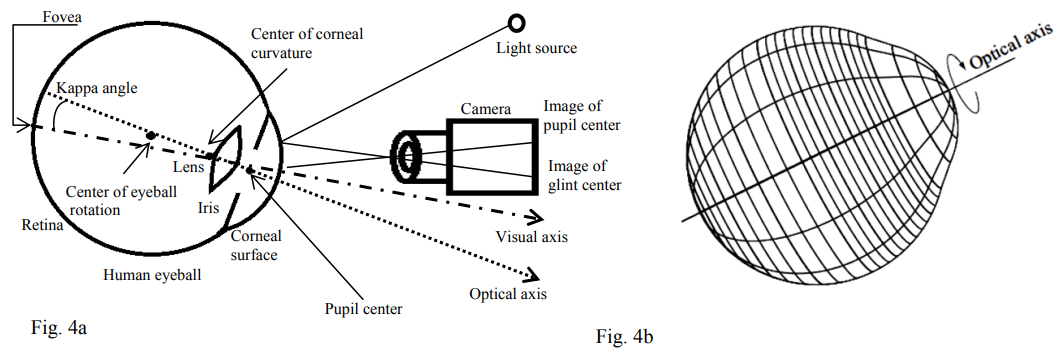 Fovea
Kappa angle
Center of corneal
curvature
Light source
Camera
Image of
pupil center
Image of
glint center
Lens
Center of eyeball
rotation
Iris
Retina
Corneal
surface
Visual axis
Human eyeball
Optical axis
Pupil center
Fig. 4a
Optical axis
Fig. 4b